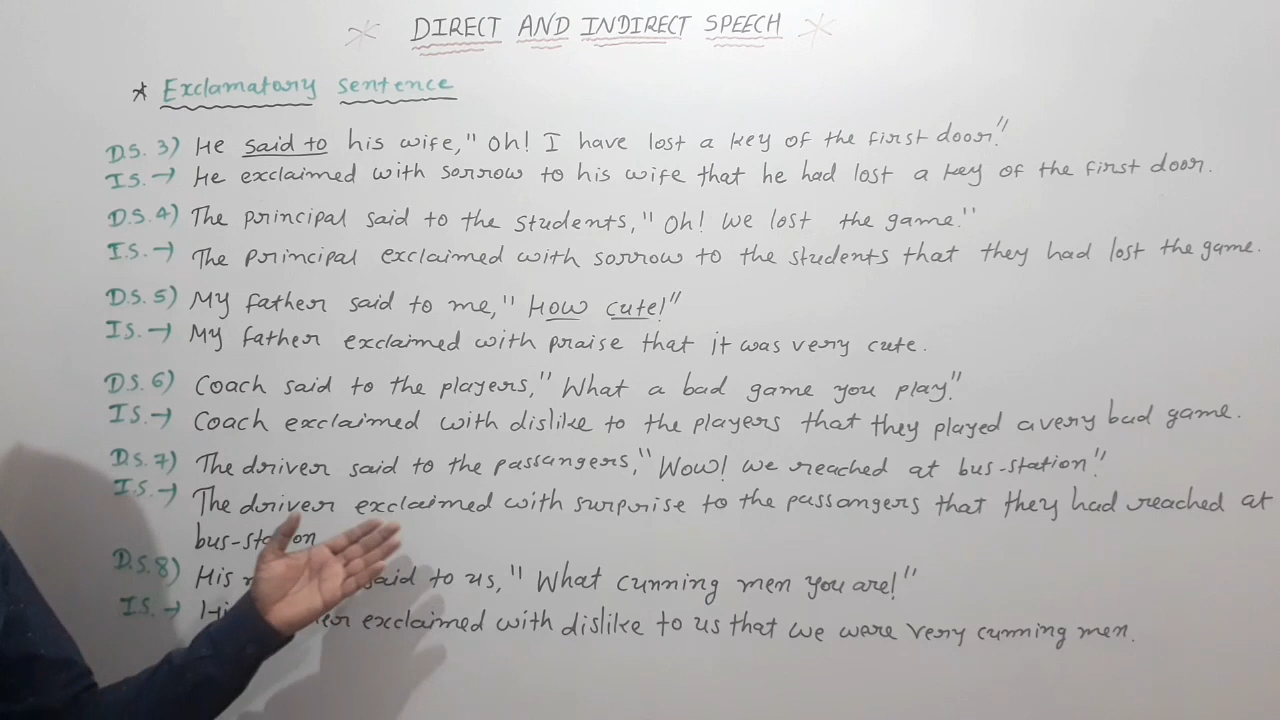 DIRECT AND INDIRECT SPEECH
* Exclamatory sentence
D.S. 3) He said to his wife," Oh! I have lost a key of the first door."
IS. → He exclaimed with sorrow to his wife that he had lost a key of the first door.
D.S. 4) The principal said to the students," Oh! We lost the game."
IS. → The principal exclaimed with sorrow to the students that they had lost the game.
D.S. 5) My father said to me," How cute!"
IS. → My father exclaimed with praise that it was very cute.
D.S. 6) Coach said to the players," What a bad game you play."
IS. → Coach exclaimed with dislike to the players that they played a very bad game.
D.S. 7) The driver said to the passangers," Wow! We reached at bus-station."
IS. → The driver exclaimed with surprise to the passangers that they had reached at
bus-station
D.S. 8) His said to us," What cunning men you are!"
IS. → exclaimed with dislike to us that we were very cunning men.